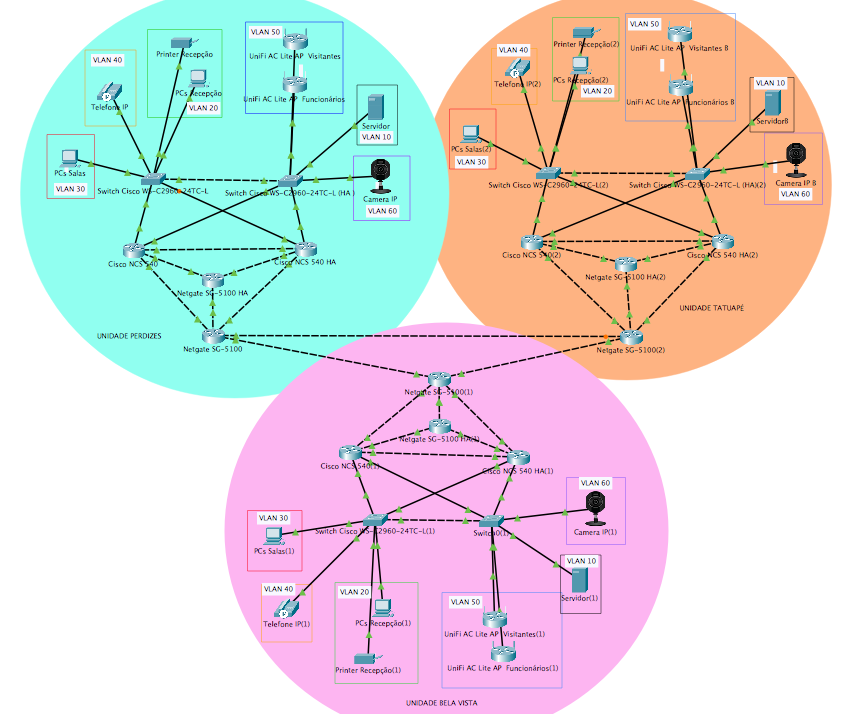 VLAN 40
Telefone IP
Printer Recepção
PCs Recepção
VLAN 20
VLAN 50
UniFi AC Lite AP Visitantes
UniFi AC Lite AP Funcionários
Servidor
VLAN 10
PCs Salas
VLAN 30
Switch Cisco WS-C2960-24TC-L
Switch Cisco WS-C2960-24TC-L (HA )
Camera IP
VLAN 60
Cisco NCS 540
Cisco NCS 540 HA
Netgate SG-5100 HA
Netgate SG-5100
UNIDADE PERDIZES
VLAN 40
Telefone IP(2)
Printer Recepção(2)
PCs Recepção(2)
VLAN 20
VLAN 50
UniFi AC Lite AP Visitantes B
UniFi AC Lite AP Funcionários B
VLAN 10
ServidorB
PCs Salas(2)
VLAN 30
Switch Cisco WS-C2960-24TC-L(2)
Switch Cisco WS-C2960-24TC-L (HA)(2)
Camera IP B
VLAN 60
Cisco NCS 540(2)
Cisco NCS 540 HA(2)
Netgate SG-5100 HA(2)
Netgate SG-5100(2)
UNIDADE TATUAPÉ
Netgate SG-5100(1)
Netgate SG-5100 HA(1)
Cisco NCS 540(1)
Cisco NCS 540 HA(1)
VLAN 30
PCs Salas(1)
Switch Cisco WS-C2960-24TC-L(1)
Switch0(1)
VLAN 60
Camera IP(1)
VLAN 40
Telefone IP(1)
VLAN 20
PCs Recepção(1)
Printer Recepção(1)
VLAN 50
UniFi AC Lite AP Visitantes(1)
UniFi AC Lite AP Funcionários(1)
VLAN 10
Servidor(1)
UNIDADE BELA VISTA